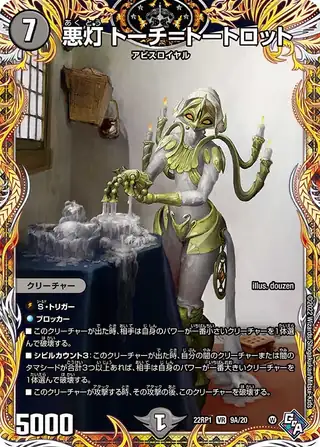 7
悪灯 トーチ=トートロット
アビスロイヤル
illus. douzen
クリーチャー
S・トリガー
ブロッカー
■このクリーチャーが出た時、相手は自身のパワーが一番小さいクリーチャーを1体選んで破壊する。
■シビルカウント3：このクリーチャーが出た時、自分の闇のクリーチャーまたは闇のタマシードが合計3つ以上あれば、相手は自身のパワーが一番大きいクリーチャーを1体選んで破壊する。
■このクリーチャーが攻撃する時、その攻撃の後、このクリーチャーを破壊する。
5000
1
22RP1 VR 9A/20